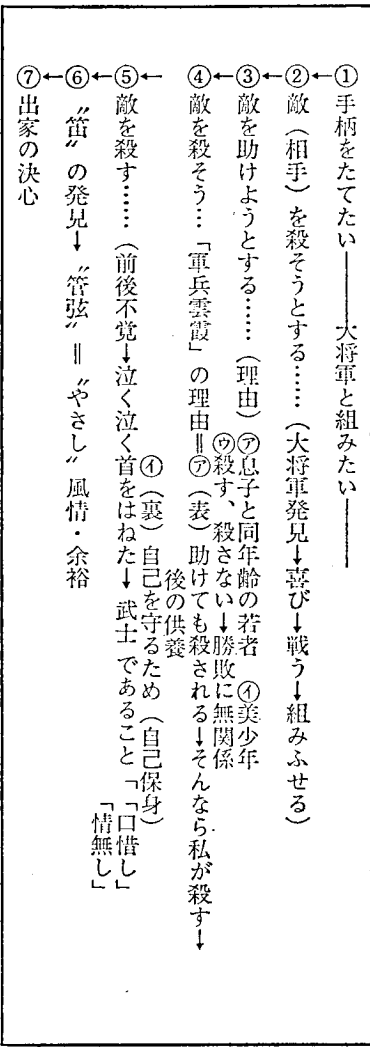 ①手柄をたてたい――大将軍と組みたい――
↓
②敵（相手）を殺そうとする……（大将軍発見→喜び→戦う→組みふせる）
↓
③敵を助けようとする……（理由）㋐息子と同年齢の若者　㋑美少年
㋒殺す、殺さない→勝敗に無関係
↓
④敵を殺そう…「軍兵雲霞」の理由＝㋐（表）助けても殺される→そんなら私が殺す→
後の供養
㋑（裏）自己を守るため（自己保身）
↓
⑤敵を殺す……（前後不覚→泣く泣く首をはねた→武士であること「「口惜し」
「情無し」
↓
⑥〝笛〟の発見→〝管弦〟＝〝やさし〟風情・余裕
↓
⑦出家の決心